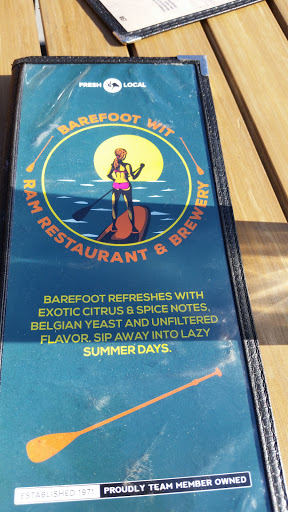 FRESH LOCAL
BAREFOOT WIT
RAM RESTAURANT & BREWERY
BAREFOOT REFRESHES WITH
EXOTIC CITRUS & SPICE NOTES,
BELGIAN YEAST AND UNFILTERED
FLAVOR. SIP AWAY INTO LAZY
SUMMER DAYS.
ESTABLISHED 1971 PROUDLY TEAM MEMBER OWNED